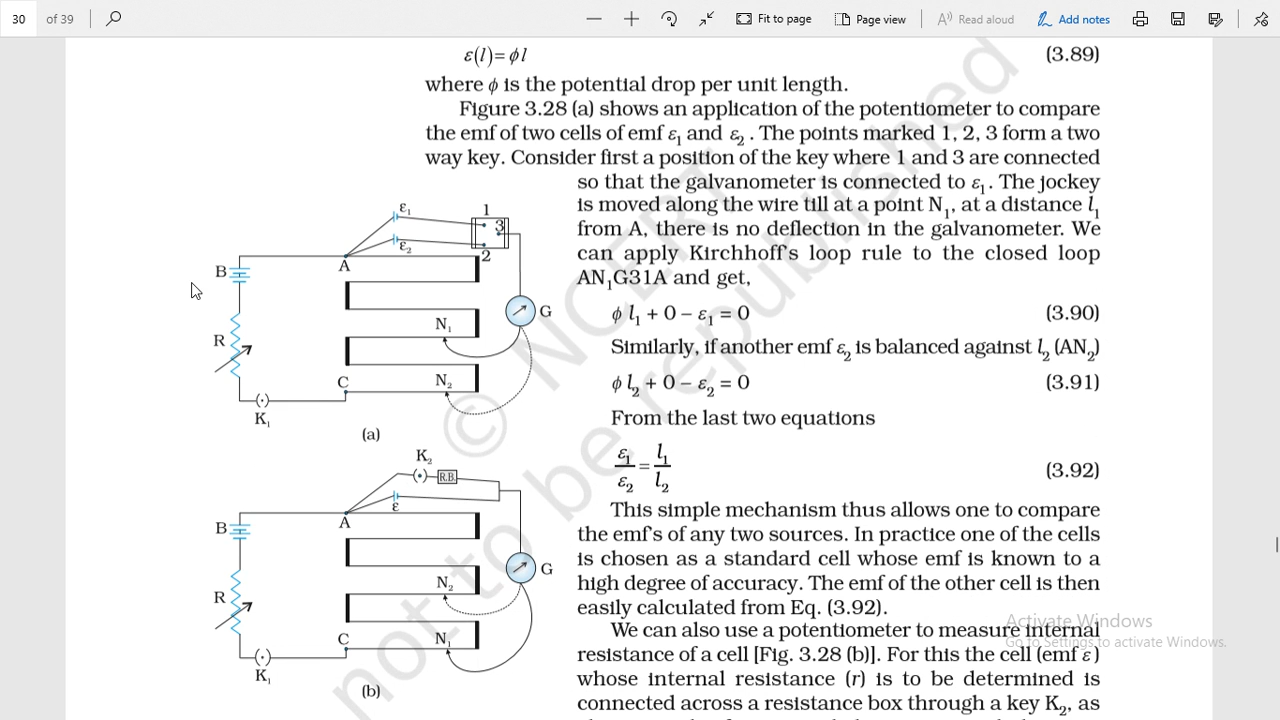 30 of 39 Fit to page Page view Read aloud Add notes
ε(l)= ϕl (3.89)
where ϕ is the potential drop per unit length.
Figure 3.28 (a) shows an application of the potentiometer to compare
the emf of two cells of emf ε₁ and ε₂ . The points marked 1, 2, 3 form a two
way key. Consider first a position of the key where 1 and 3 are connected
so that the galvanometer is connected to ε₁. The jockey
is moved along the wire till at a point N₁, at a distance l₁
from A, there is no deflection in the galvanometer. We
can apply Kirchhoff's loop rule to the closed loop
AN₁G31A and get,
ϕ l₁ + 0 – ε₁ = 0 (3.90)
Similarly, if another emf ε₂ is balanced against l₂ (AN₂)
ϕ l₂ + 0 – ε₂ = 0 (3.91)
From the last two equations
ε₁/ε₂ = l₁/l₂ (3.92)
This simple mechanism thus allows one to compare
the emf's of any two sources. In practice one of the cells
is chosen as a standard cell whose emf is known to a
high degree of accuracy. The emf of the other cell is then
easily calculated from Eq. (3.92).
We can also use a potentiometer to measure internal
resistance of a cell [Fig. 3.28 (b)]. For this the cell (emf ε)
whose internal resistance (r) is to be determined is
connected across a resistance box through a key K₂, as
ε₁
1
3
ε₂
2
A
B
G
N₁
R
C
N₂
K₁
(a)
K₂
R.B.
ε
A
B
G
N₂
R
C
N₁
K₁
(b)
© NCERT
not to be republished
Activate Windows
Go to Settings to activate Windows.